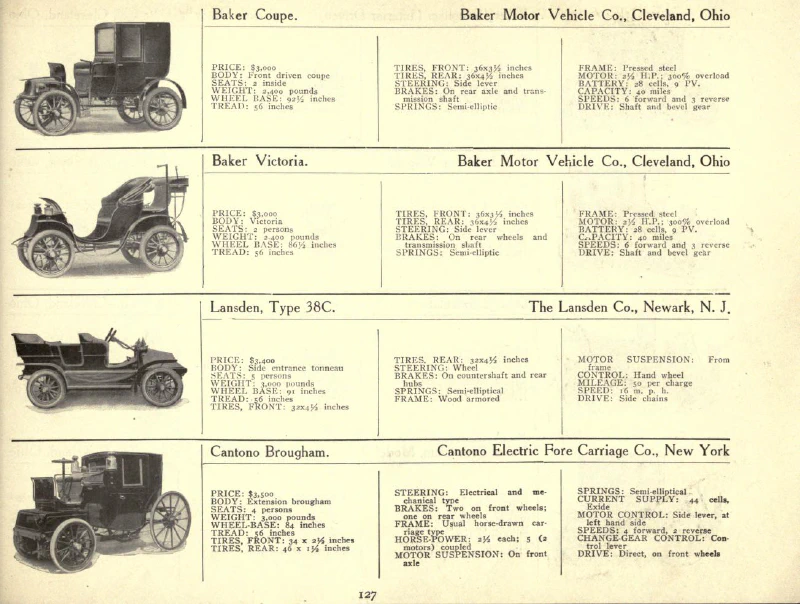 Baker Coupe.
Baker Motor Vehicle Co., Cleveland, Ohio
PRICE: $3,000
BODY: Front driven coupe
SEATS: 2 inside
WEIGHT: 2,400 pounds
WHEEL BASE: 92½ inches
TREAD: 56 inches
TIRES, FRONT: 36x3½ inches
TIRES, REAR: 36x4½ inches
STEERING: Side lever
BRAKES: On rear axle and trans-
mission shaft
SPRINGS: Semi-elliptic
FRAME: Pressed steel
MOTOR: 2½ H.P.; 300% overload
BATTERY: 28 cells, 9 PV.
CAPACITY: 40 miles
SPEEDS: 6 forward and 3 reverse
DRIVE: Shaft and bevel gear
Baker Victoria.
Baker Motor Vehicle Co., Cleveland, Ohio
PRICE: $3,000
BODY: Victoria
SEATS: 2 persons
WEIGHT: 2,400 pounds
WHEEL BASE: 86½ inches
TREAD: 56 inches
TIRES, FRONT: 36x3½ inches
TIRES, REAR: 36x4½ inches
STEERING: Side lever
BRAKES: On rear wheels and
transmission shaft
SPRINGS: Semi-elliptic
FRAME: Pressed steel
MOTOR: 2½ H.P.; 300% overload
BATTERY: 28 cells, 9 PV.
CAPACITY: 40 miles
SPEEDS: 6 forward and 3 reverse
DRIVE: Shaft and bevel gear
Lansden, Type 38C.
The Lansden Co., Newark, N. J.
PRICE: $3,400
BODY: Side entrance tonneau
SEATS: 5 persons
WEIGHT: 3,000 pounds
WHEEL BASE: 91 inches
TREAD: 56 inches
TIRES, FRONT: 32x4½ inches
TIRES, REAR: 32x4½ inches
STEERING: Wheel
BRAKES: On countershaft and rear
hubs
SPRINGS: Semi-elliptical
FRAME: Wood armored
MOTOR SUSPENSION: From
frame
CONTROL: Hand wheel
MILEAGE: 50 per charge
SPEED: 16 m. p. h.
DRIVE: Side chains
Cantono Brougham.
Cantono Electric Fore Carriage Co., New York
PRICE: $3,500
BODY: Extension brougham
SEATS: 4 persons
WEIGHT: 3,000 pounds
WHEEL-BASE: 84 inches
TREAD: 56 inches
TIRES, FRONT: 34 x 2½ inches
TIRES, REAR: 46 x 1½ inches
STEERING: Electrical and me-
chanical type
BRAKES: Two on front wheels;
one on rear wheels
FRAME: Usual horse-drawn car-
riage type
HORSE-POWER: 2½ each; 5 (2
motors) coupled
MOTOR SUSPENSION: On front
axle
SPRINGS: Semi-elliptical
CURRENT SUPPLY: 44 cells,
Exide
MOTOR CONTROL: Side lever, at
left hand side
SPEEDS: 4 forward, 2 reverse
CHANGE-GEAR CONTROL: Con-
trol lever
DRIVE: Direct, on front wheels
127